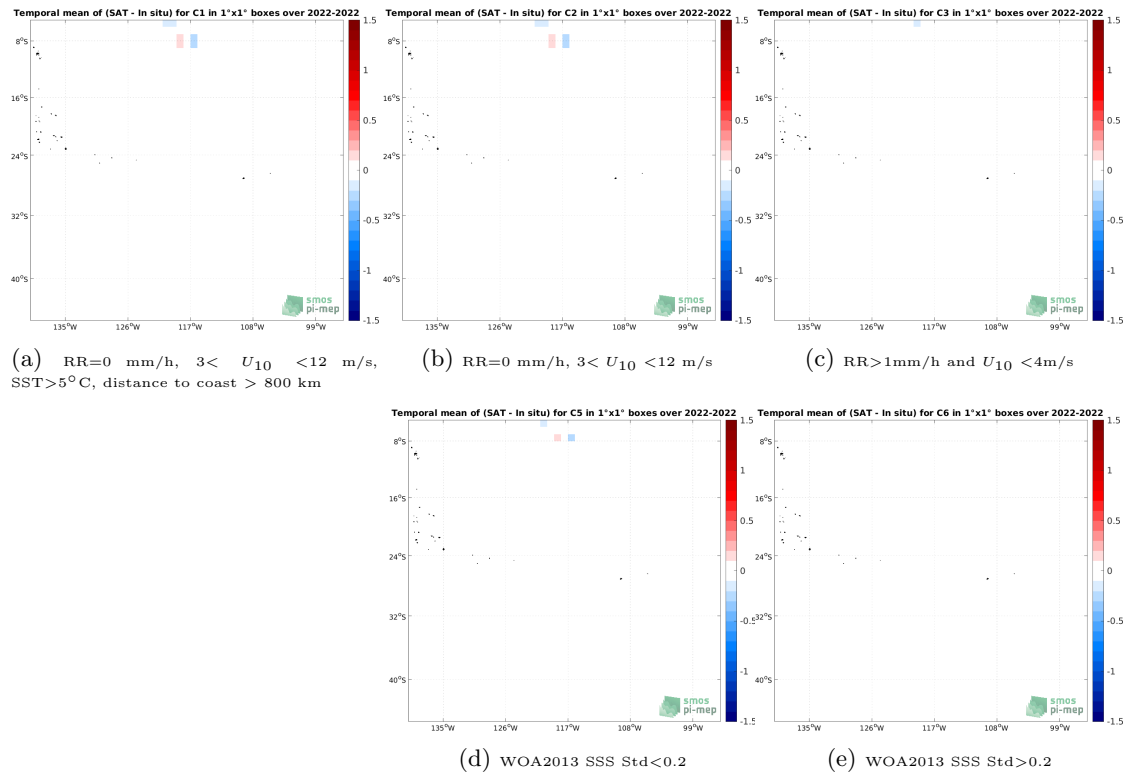 Temporal mean of (SAT - In situ) for C1 in 1°x1° boxes over 2022-2022
8°S
16°S
24°S
32°S
40°S
135°W 126°W 117°W 108°W 99°W
1.5
1
0.5
0
-0.5
-1
-1.5
smos
pi-mep
(a) RR=0 mm/h, 3< U10 <12 m/s,
SST>5°C, distance to coast > 800 km
Temporal mean of (SAT - In situ) for C2 in 1°x1° boxes over 2022-2022
8°S
16°S
24°S
32°S
40°S
135°W 126°W 117°W 108°W 99°W
1.5
1
0.5
0
-0.5
-1
-1.5
smos
pi-mep
(b) RR=0 mm/h, 3< U10 <12 m/s
Temporal mean of (SAT - In situ) for C3 in 1°x1° boxes over 2022-2022
8°S
16°S
24°S
32°S
40°S
135°W 126°W 117°W 108°W 99°W
1.5
1
0.5
0
-0.5
-1
-1.5
smos
pi-mep
(c) RR>1mm/h and U10 <4m/s
Temporal mean of (SAT - In situ) for C5 in 1°x1° boxes over 2022-2022
8°S
16°S
24°S
32°S
40°S
135°W 126°W 117°W 108°W 99°W
1.5
1
0.5
0
-0.5
-1
-1.5
smos
pi-mep
(d) WOA2013 SSS Std<0.2
Temporal mean of (SAT - In situ) for C6 in 1°x1° boxes over 2022-2022
8°S
16°S
24°S
32°S
40°S
135°W 126°W 117°W 108°W 99°W
1.5
1
0.5
0
-0.5
-1
-1.5
smos
pi-mep
(e) WOA2013 SSS Std>0.2